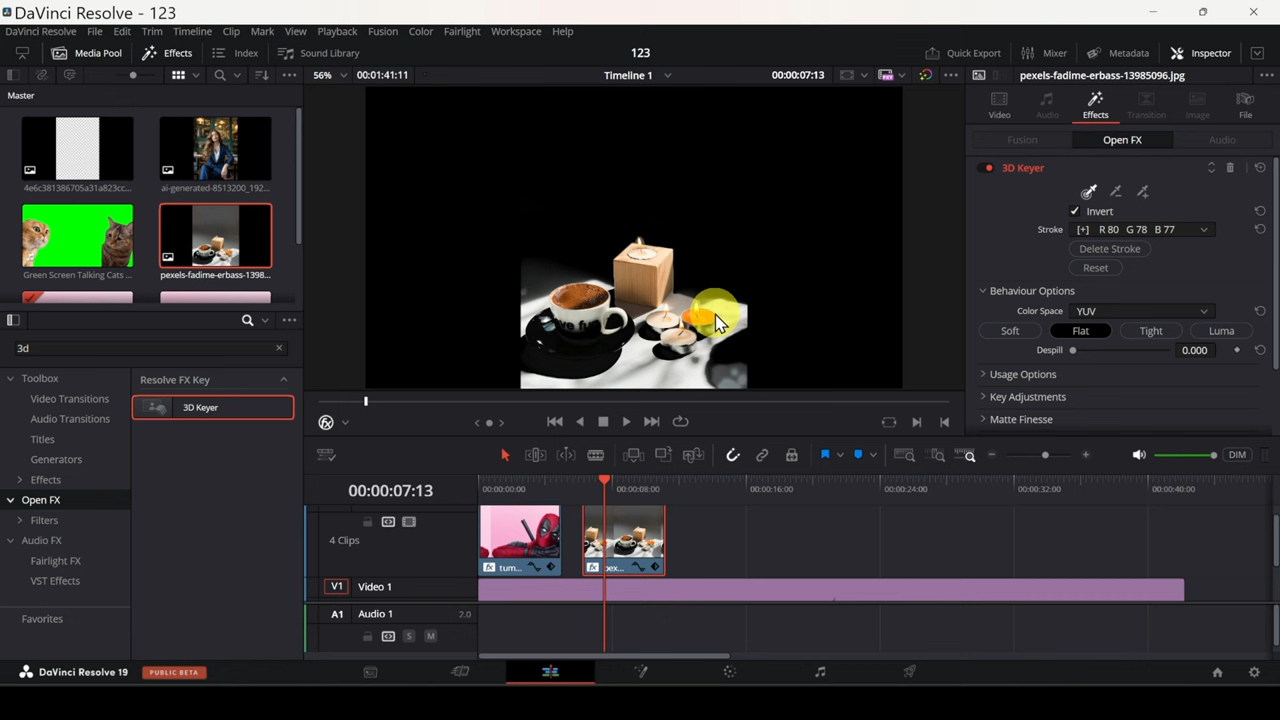 DaVinci Resolve - 123
DaVinci Resolve File Edit Trim Timeline Clip Mark View Playback Fusion Color Fairlight Workspace Help
Media Pool Effects Index Sound Library 123 Quick Export Mixer Metadata Inspector
56% 00:01:41:11 Timeline 1 00:00:07:13 pexels-fadime-erbass-13985096.jpg
Master
Video Audio Effects Transition Image File
Fusion Open FX Audio
3D Keyer
4e6c381386705a31a823cc... ai-generated-8513200_192...
Invert
Stroke [+] R 80 G 78 B 77
Delete Stroke
Reset
Green Screen Talking Cats ... pexels-fadime-erbass-1398...
Behaviour Options
Color Space YUV
Soft Flat Tight Luma
Despill 0.000
3d
Usage Options
Toolbox
Resolve FX Key
Video Transitions
3D Keyer
Key Adjustments
Audio Transitions
Matte Finesse
Titles
Generators
Effects
DIM
Open FX
00:00:07:13
00:00:00:00 00:00:08:00 00:00:16:00 00:00:24:00 00:00:32:00 00:00:40:00
Filters
Audio FX
4 Clips
Fairlight FX
fx tum... fx pex...
VST Effects
V1 Video 1
Favorites
A1 Audio 1 2.0
S M
DaVinci Resolve 19 PUBLIC BETA